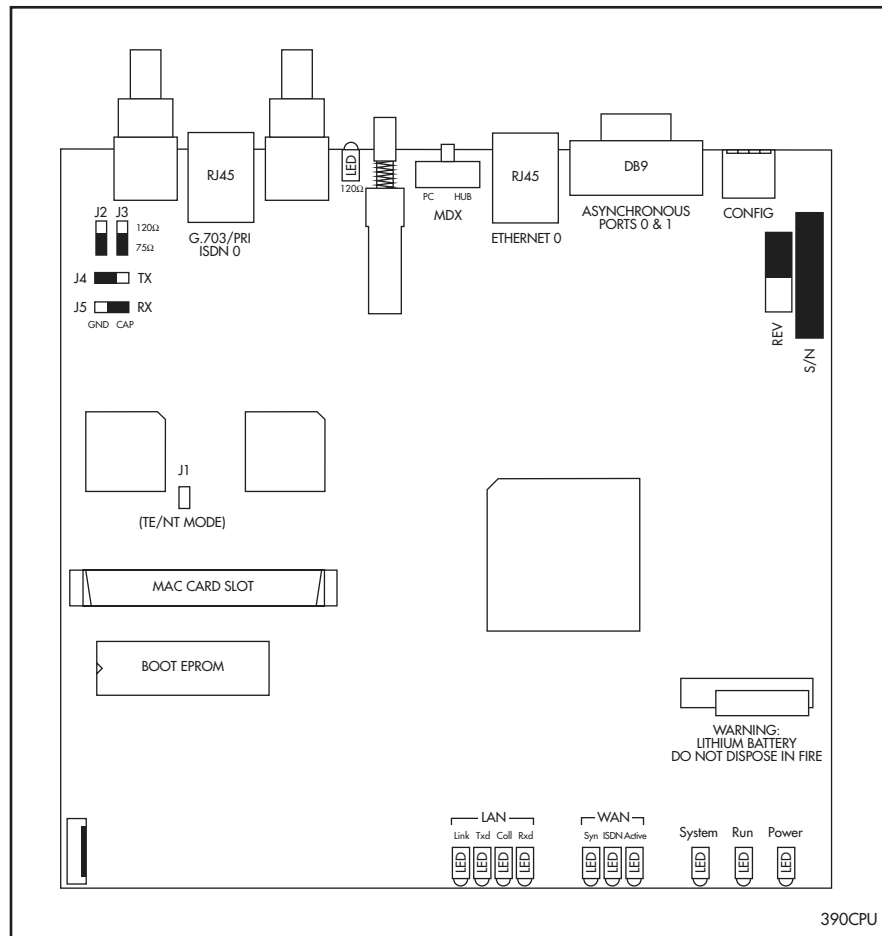 RJ45
LED
120Ω
PC HUB
MDX
RJ45
DB9
J2 J3
120Ω
75Ω
G.703/PRI
ISDN 0
ETHERNET 0
ASYNCHRONOUS
PORTS 0 & 1
CONFIG
J4 TX
J5 RX
GND CAP
REV
S/N
J1
(TE/NT MODE)
MAC CARD SLOT
BOOT EPROM
WARNING:
LITHIUM BATTERY
DO NOT DISPOSE IN FIRE
LAN
Link Txd Coll Rxd
LED LED LED LED
WAN
Syn ISDN Active
LED LED LED
System Run Power
LED LED LED
390CPU